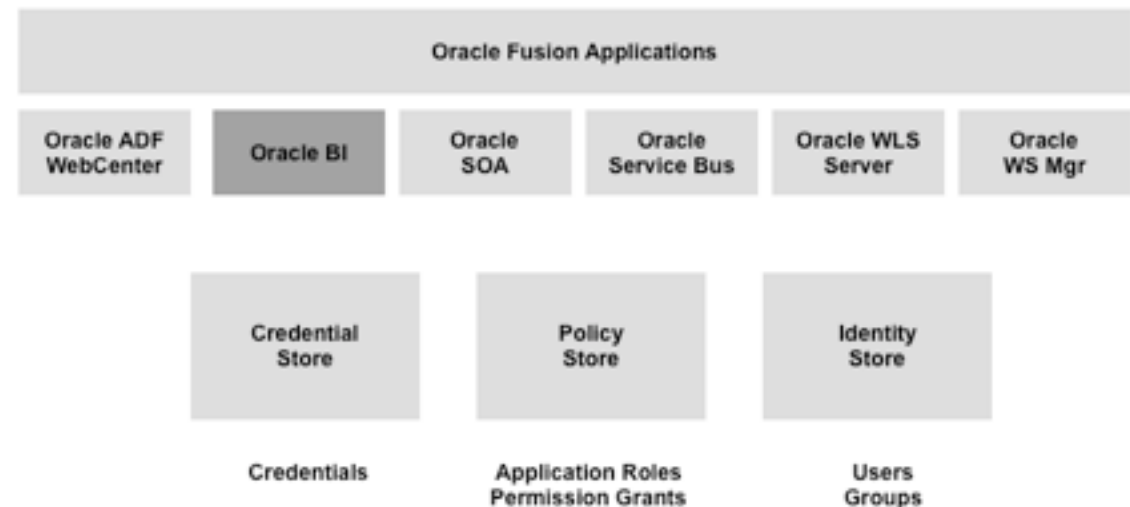 Oracle Fusion Applications
Oracle ADF
WebCenter
Oracle BI
Oracle
SOA
Oracle
Service Bus
Oracle WLS
Server
Oracle
WS Mgr
Credential
Store
Policy
Store
Identity
Store
Credentials
Application Roles
Permission Grants
Users
Groups